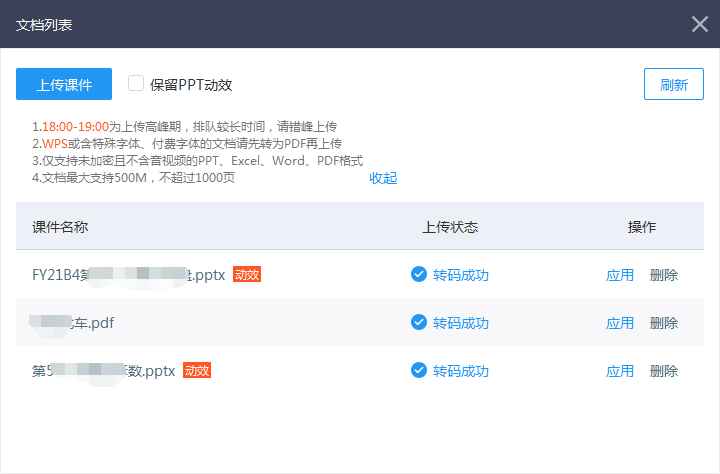 文档列表
上传课件 保留PPT动效 刷新
1.18:00-19:00为上传高峰期，排队较长时间，请错峰上传
2.WPS或含特殊字体、付费字体的文档请先转为PDF再上传
3.仅支持未加密且不含音视频的PPT、Excel、Word、PDF格式
4.文档最大支持500M，不超过1000页 收起
课件名称 上传状态 操作
FY21B4第 .pptx 动效 转码成功 应用 删除
车.pdf 转码成功 应用 删除
第5 数.pptx 动效 转码成功 应用 删除